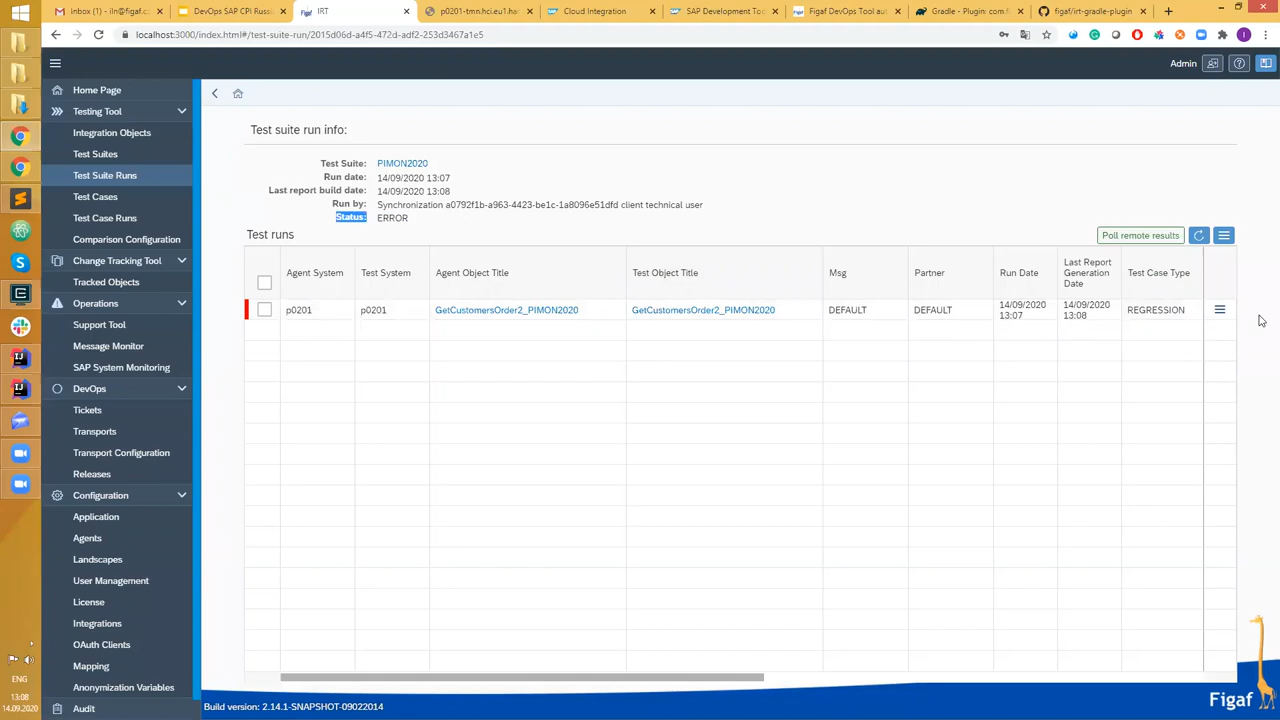 Inbox (1) - iln@figaf.c
DevOps SAP CPI Russi
Figaf IRT
p0201-tmn.hci.eu1.ha
Cloud Integration
SAP Development To
Figaf DevOps Tool au
Gradle - Plugin: com.f
figaf/irt-gradle-plugin
localhost:3000/index.html#/test-suite-run/2015d06d-a4f5-472d-adf2-253d3467a1e5
Admin
Home Page
Testing Tool
Integration Objects
Test Suites
Test Suite Runs
Test Cases
Test Case Runs
Comparison Configuration
Change Tracking Tool
Tracked Objects
Operations
Support Tool
Message Monitor
SAP System Monitoring
DevOps
Tickets
Transports
Transport Configuration
Releases
Configuration
Application
Agents
Landscapes
User Management
License
Integrations
OAuth Clients
Mapping
Anonymization Variables
Audit
Test suite run info:
Test Suite: PIMON2020
Run date: 14/09/2020 13:07
Last report build date: 14/09/2020 13:08
Run by: Synchronization a0792f1b-a963-4423-be1c-1a8096e51dfd client technical user
Status: ERROR
Test runs
Poll remote results
Agent System Test System Agent Object Title Test Object Title Msg Partner Run Date Last Report Generation Date Test Case Type
p0201 p0201 GetCustomersOrder2_PIMON2020 GetCustomersOrder2_PIMON2020 DEFAULT DEFAULT 14/09/2020 13:07 14/09/2020 13:08 REGRESSION
Build version: 2.14.1-SNAPSHOT-09022014
Figaf
ENG
13:08
14.09.2020